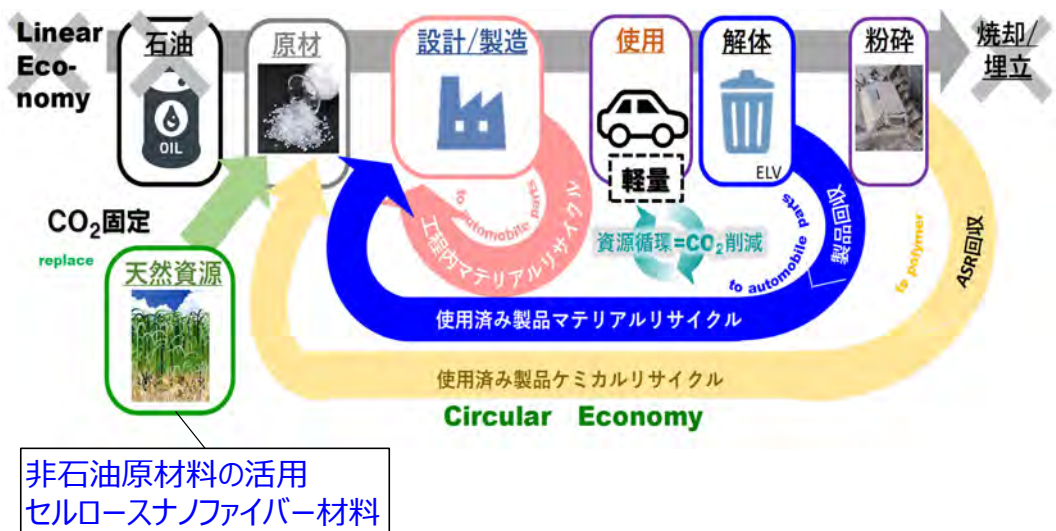 Linear
Eco-
nomy
石油
OIL
原材
設計/製造
使用
軽量
解体
ELV
粉砕
焼却/
埋立
CO₂固定
replace
天然資源
to automobile parts
工程内マテリアルリサイクル
資源循環=CO₂削減
to automobile parts
製品回収
to polymer
ASR回収
使用済み製品マテリアルリサイクル
使用済み製品ケミカルリサイクル
Circular Economy
非石油原材料の活用
セルロースナノファイバー材料